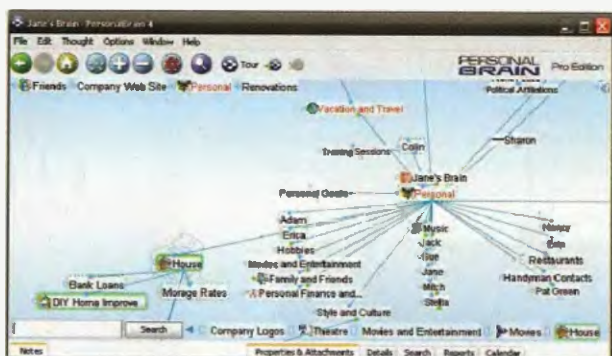 Jane's Brain - PersonalBrain 4
File Edit Thought Options Window Help
Tour
PERSONAL BRAIN Pro Edition
Friends Company Web Site Personal Renovations
Political Affiliations
Vacation and Travel
Colin
Sharon
Training Sessions
Jane's Brain
Personal Goals
Personal
Adam
Erica
Music
Hobbies
Jack
House
Movies and Entertainment
Sue
Restaurants
Bank Loans
Family and Friends
Jane
Handyman Contacts
Morage Rates
Personal Finance and...
Mitch
Pat Green
DIY Home Improve
Stella
Style and Culture
Search Company Logos Theatre Movies and Entertainment Movies House
Notes Properties & Attachments Details Search Reports Calendar